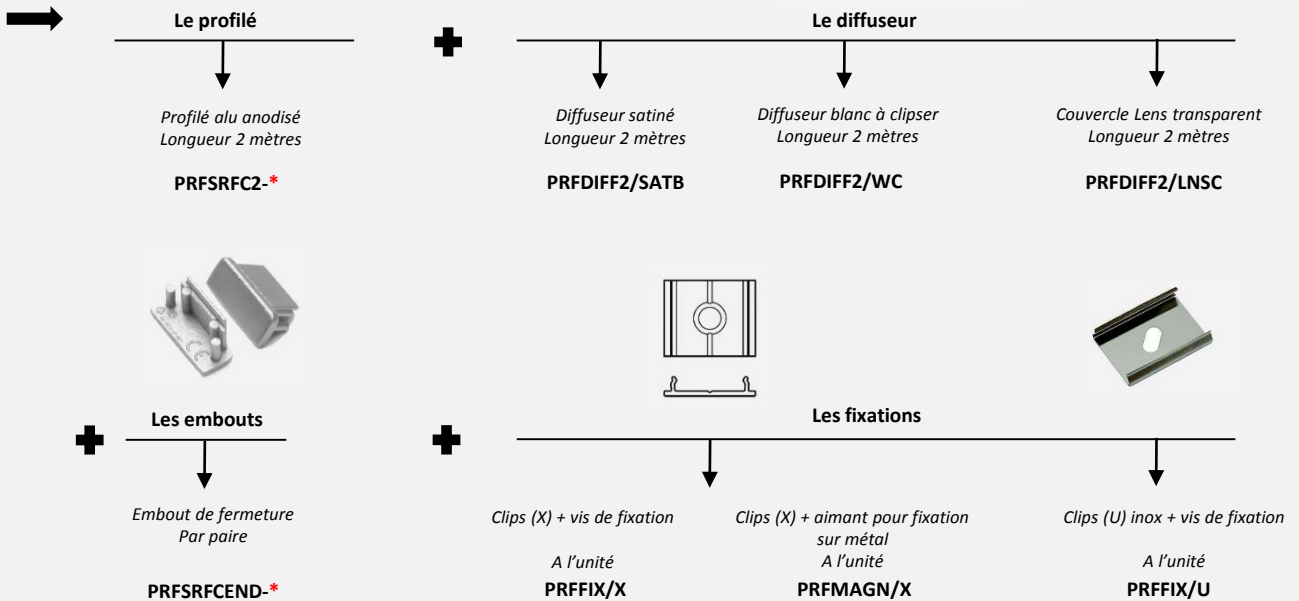 Le profilé
Profilé alu anodisé
Longueur 2 mètres
PRFSRFC2-*
Le diffuseur
Diffuseur satiné
Longueur 2 mètres
PRFDIFF2/SATB
Diffuseur blanc à clipser
Longueur 2 mètres
PRFDIFF2/WC
Couvercle Lens transparent
Longueur 2 mètres
PRFDIFF2/LNSC
Les embouts
Embout de fermeture
Par paire
PRFSRFCEND-*
Les fixations
Clips (X) + vis de fixation
A l’unité
PRFFIX/X
Clips (X) + aimant pour fixation
sur métal
A l’unité
PRFMAGN/X
Clips (U) inox + vis de fixation
A l’unité
PRFFIX/U